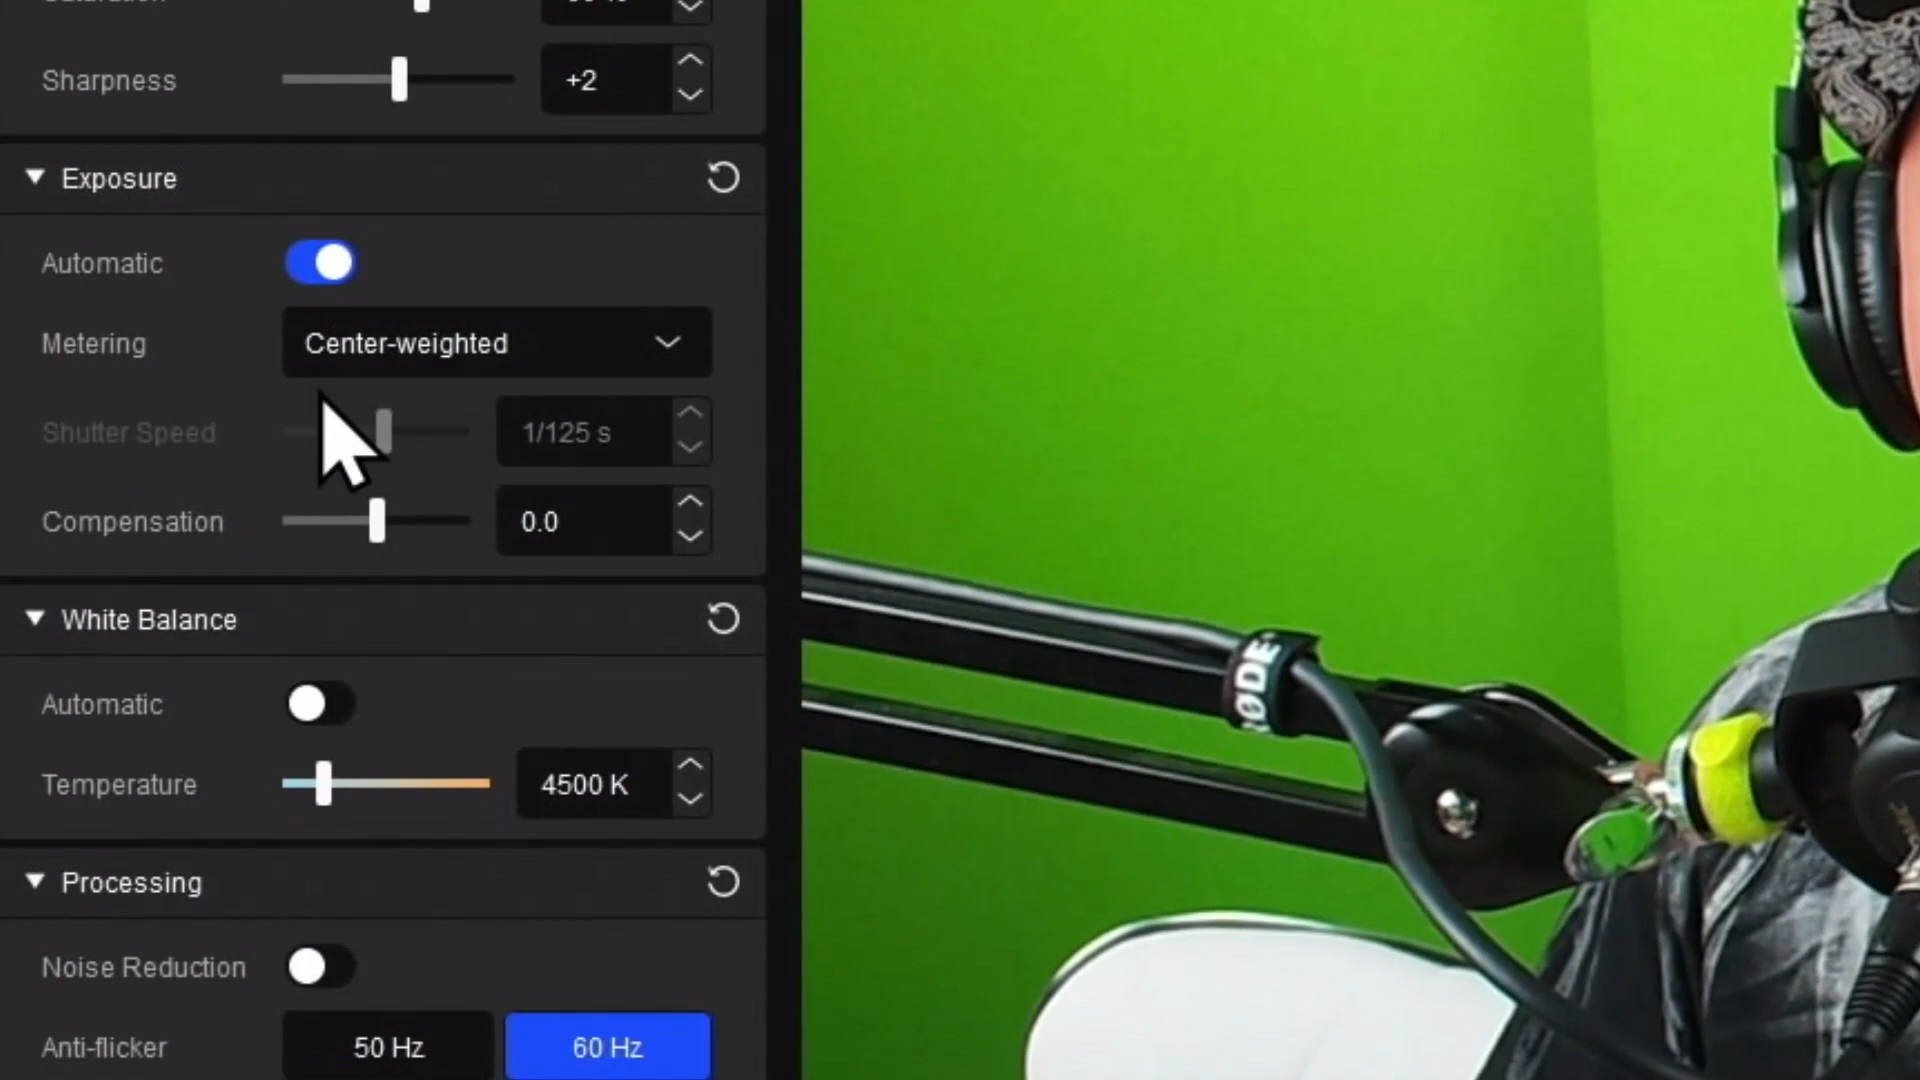 Sharpness +2
Exposure
Automatic
Metering Center-weighted
Shutter Speed 1/125 s
Compensation 0.0
White Balance
Automatic
Temperature 4500 K
Processing
Noise Reduction
Anti-flicker 50 Hz 60 Hz
RØDE